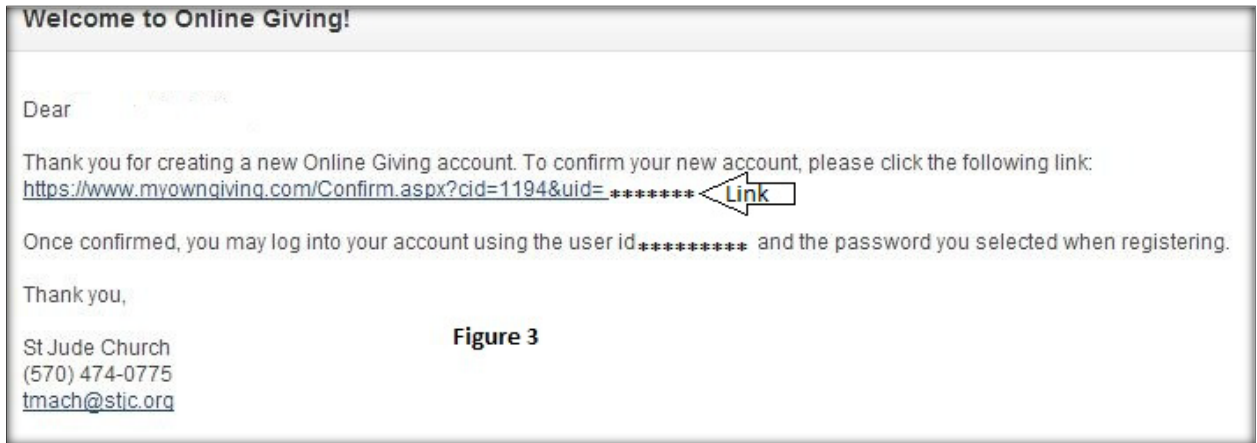 Welcome to Online Giving!
Dear
Thank you for creating a new Online Giving account. To confirm your new account, please click the following link:
https://www.myowngiving.com/Confirm.aspx?cid=1194&uid= ******* Link
Once confirmed, you may log into your account using the user id ********* and the password you selected when registering.
Thank you,
Figure 3
St Jude Church
(570) 474-0775
tmach@stjc.org